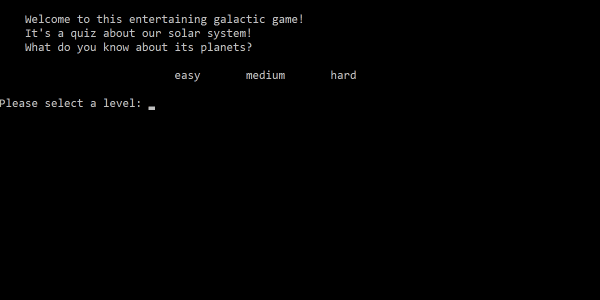 Welcome to this entertaining galactic game!
It's a quiz about our solar system!
What do you know about its planets?
easy medium hard
Please select a level: